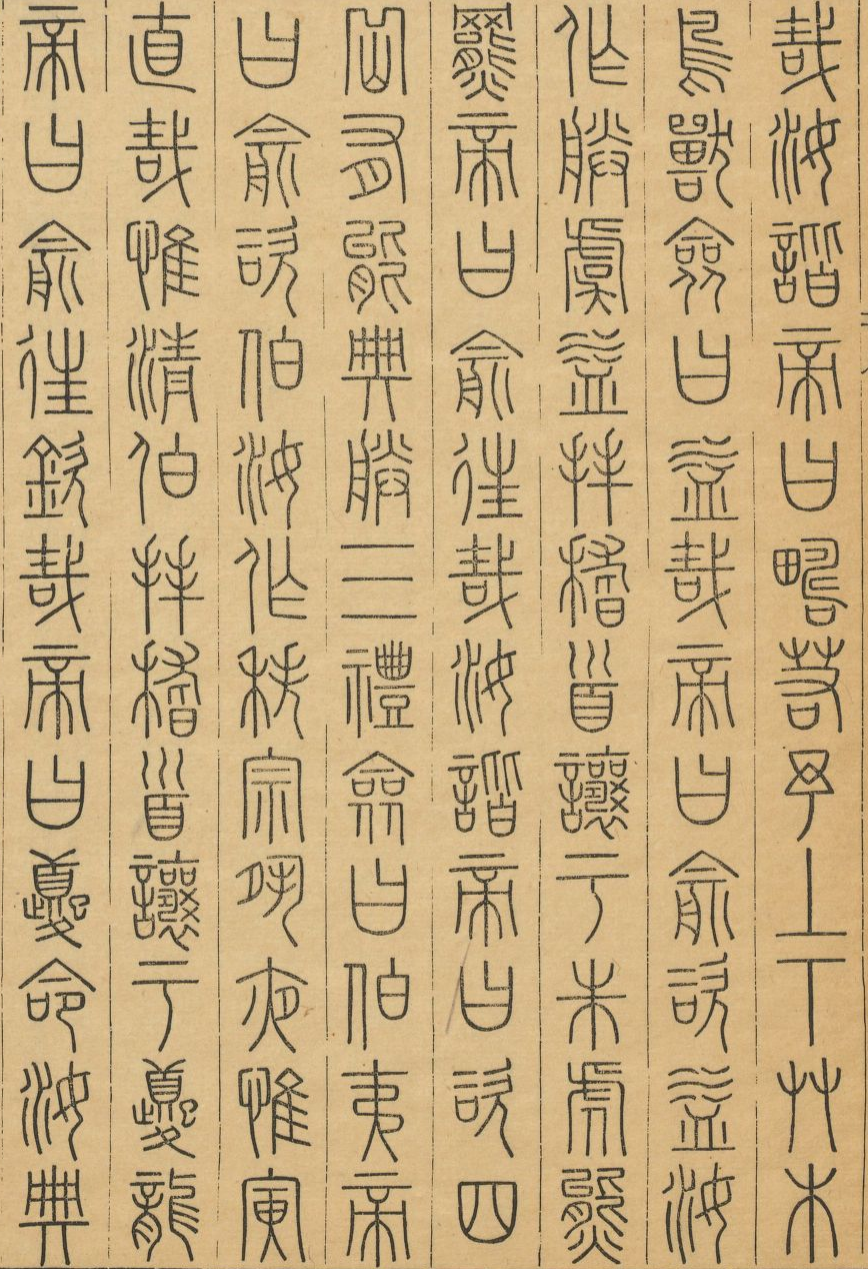 哉汝諧帝曰疇若予上下艸木
鳥獸僉曰益哉帝曰俞咨益汝
作朕虞益拜稽首讓于朱虎熊
羆帝曰俞往哉汝諧帝曰咨四
岳有能典朕三禮僉曰伯夷帝
曰俞咨伯汝作秩宗夙夜惟寅
直哉惟清伯拜稽首讓于夔龍
帝曰俞往欽哉帝曰夔命汝典